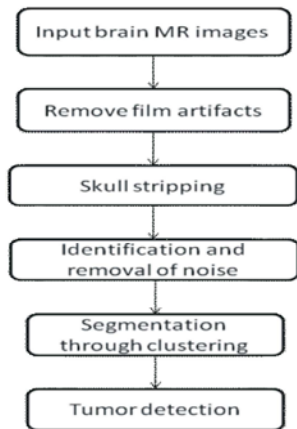 Input brain MR images
Remove film artifacts
Skull stripping
Identification and
removal of noise
Segmentation
through clustering
Tumor detection